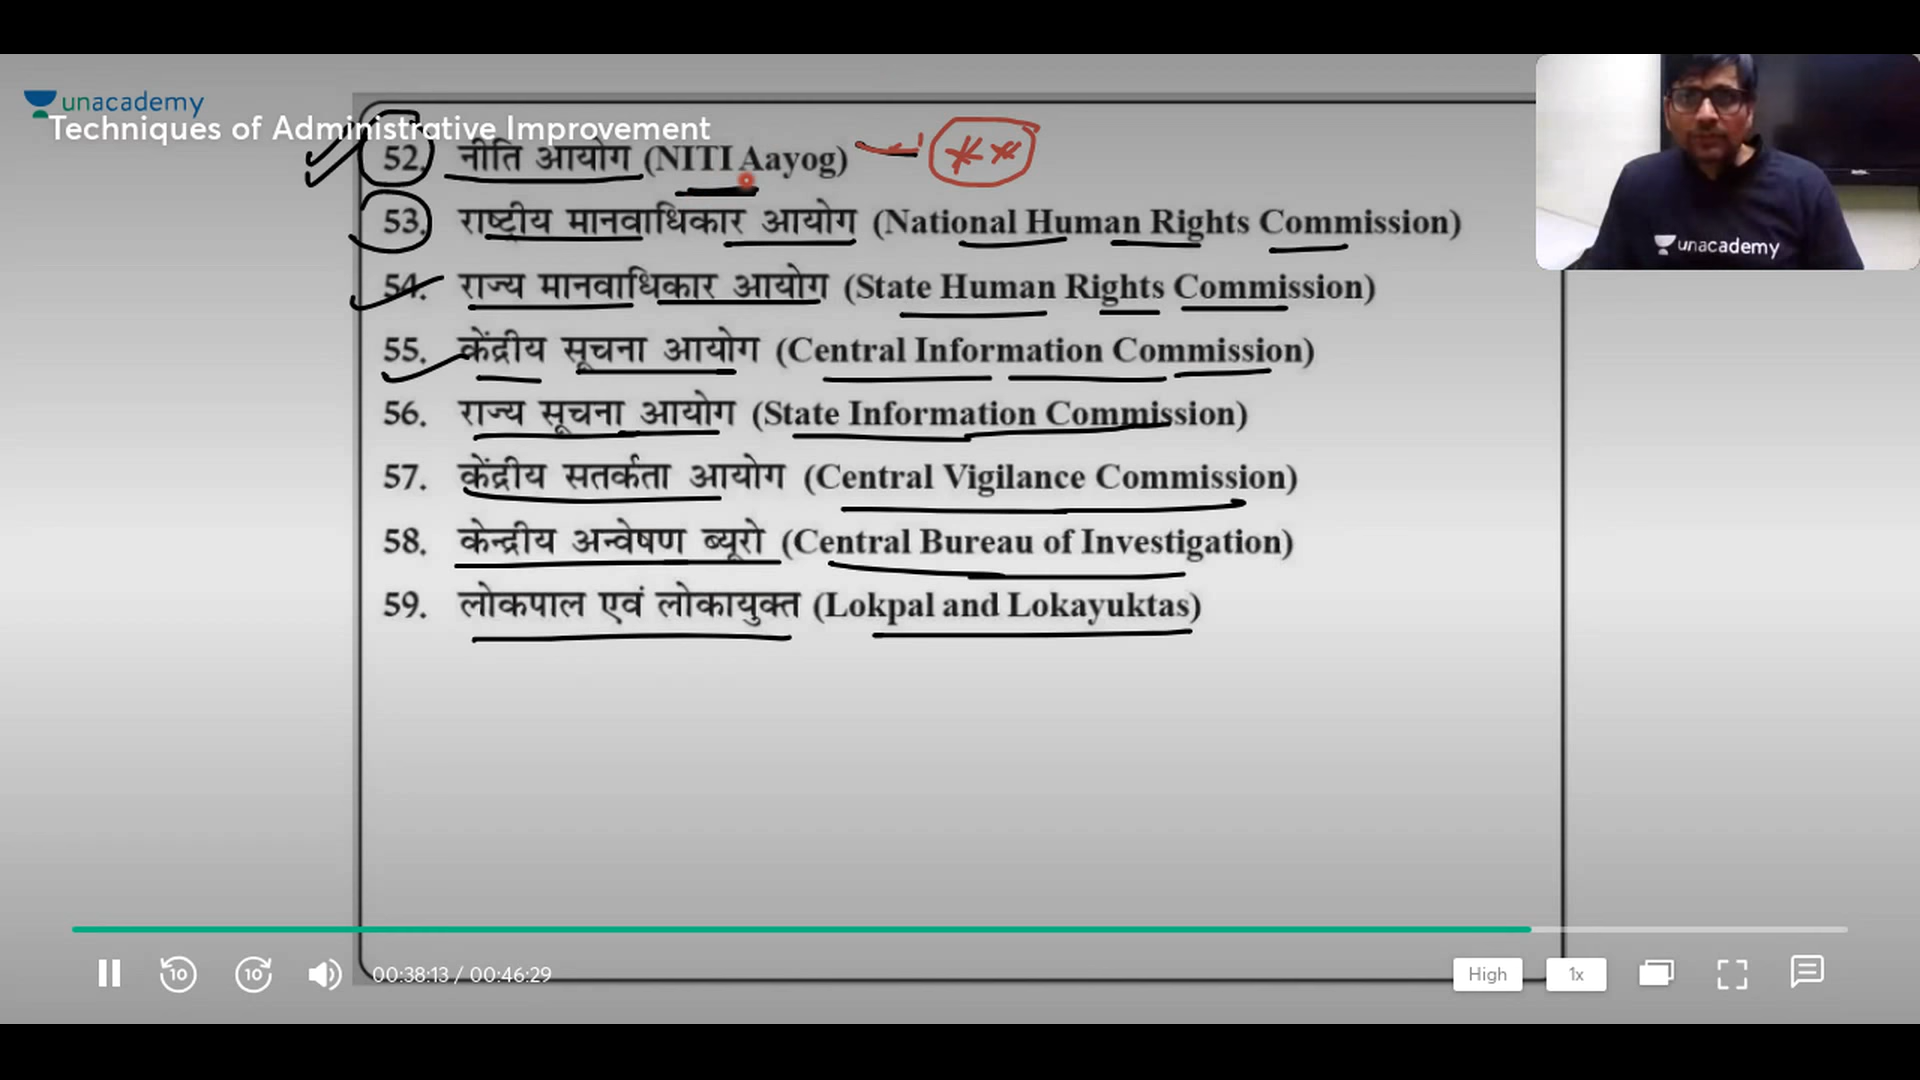 unacademy
Techniques of Administrative Improvement
52. नीति आयोग (NITI Aayog)
53. राष्ट्रीय मानवाधिकार आयोग (National Human Rights Commission)
54. राज्य मानवाधिकार आयोग (State Human Rights Commission)
55. केंद्रीय सूचना आयोग (Central Information Commission)
56. राज्य सूचना आयोग (State Information Commission)
57. केंद्रीय सतर्कता आयोग (Central Vigilance Commission)
58. केन्द्रीय अन्वेषण ब्यूरो (Central Bureau of Investigation)
59. लोकपाल एवं लोकायुक्त (Lokpal and Lokayuktas)
unacademy
10 10 00:38:13 / 00:46:29 High 1x